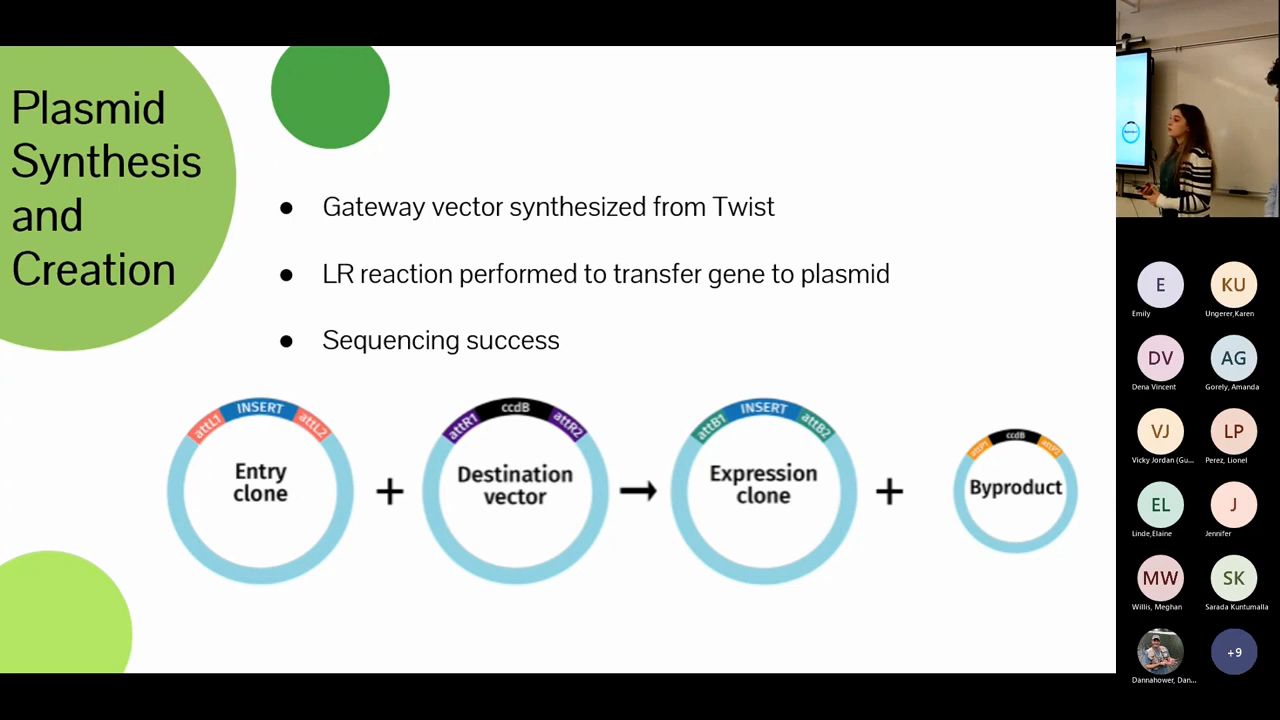 Plasmid
Synthesis
and
Creation
● Gateway vector synthesized from Twist
● LR reaction performed to transfer gene to plasmid
● Sequencing success
attL1 INSERT attL2
Entry
clone
+
attR1 ccdB attR2
Destination
vector
→
attB1 INSERT attB2
Expression
clone
+
attP1 ccdB attP2
Byproduct
E
Emily
KU
Ungerer,Karen
DV
Dena Vincent
AG
Gorely, Amanda
VJ
Vicky Jordan (Gu...
LP
Perez, Lionel
EL
Linde,Elaine
J
Jennifer
MW
Willis, Meghan
SK
Sarada Kuntumalla
Dannahower, Dan...
+9